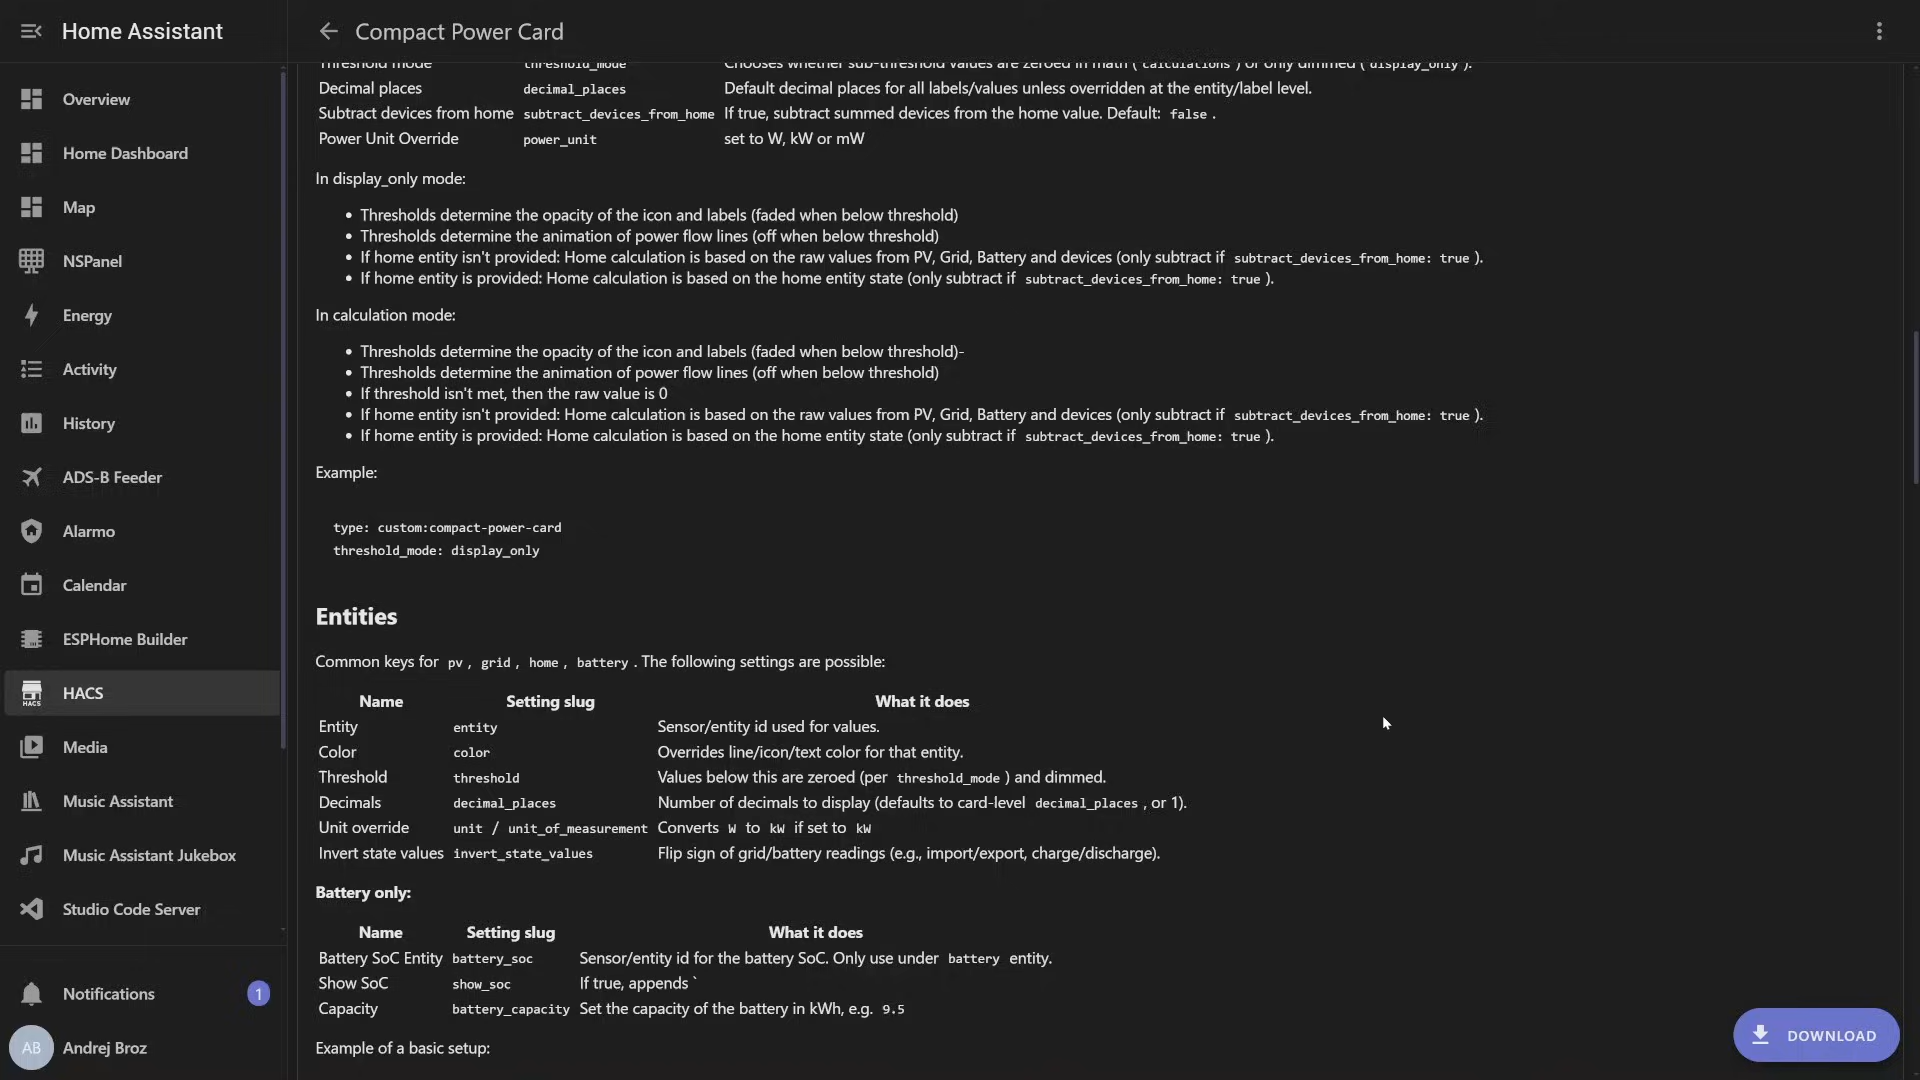 Home Assistant
Compact Power Card
Overview
Home Dashboard
Map
NSPanel
Energy
Activity
History
ADS-B Feeder
Alarmo
Calendar
ESPHome Builder
HACS
HACS
Media
Music Assistant
Music Assistant Jukebox
Studio Code Server
Notifications
1
AB
Andrej Broz
Threshold mode threshold_mode Chooses whether sub-threshold values are zeroed in math ( calculations ) or only dimmed ( display_only ).
Decimal places decimal_places Default decimal places for all labels/values unless overridden at the entity/label level.
Subtract devices from home subtract_devices_from_home If true, subtract summed devices from the home value. Default: false .
Power Unit Override power_unit set to W, kW or mW
In display_only mode:
• Thresholds determine the opacity of the icon and labels (faded when below threshold)
• Thresholds determine the animation of power flow lines (off when below threshold)
• If home entity isn't provided: Home calculation is based on the raw values from PV, Grid, Battery and devices (only subtract if subtract_devices_from_home: true ).
• If home entity is provided: Home calculation is based on the home entity state (only subtract if subtract_devices_from_home: true ).
In calculation mode:
• Thresholds determine the opacity of the icon and labels (faded when below threshold)-
• Thresholds determine the animation of power flow lines (off when below threshold)
• If threshold isn't met, then the raw value is 0
• If home entity isn't provided: Home calculation is based on the raw values from PV, Grid, Battery and devices (only subtract if subtract_devices_from_home: true ).
• If home entity is provided: Home calculation is based on the home entity state (only subtract if subtract_devices_from_home: true ).
Example:
type: custom:compact-power-card
threshold_mode: display_only
Entities
Common keys for pv , grid , home , battery . The following settings are possible:
Name Setting slug What it does
Entity entity Sensor/entity id used for values.
Color color Overrides line/icon/text color for that entity.
Threshold threshold Values below this are zeroed (per threshold_mode ) and dimmed.
Decimals decimal_places Number of decimals to display (defaults to card-level decimal_places , or 1).
Unit override unit / unit_of_measurement Converts W to kW if set to kW
Invert state values invert_state_values Flip sign of grid/battery readings (e.g., import/export, charge/discharge).
Battery only:
Name Setting slug What it does
Battery SoC Entity battery_soc Sensor/entity id for the battery SoC. Only use under battery entity.
Show SoC show_soc If true, appends `
Capacity battery_capacity Set the capacity of the battery in kWh, e.g. 9.5
Example of a basic setup:
DOWNLOAD